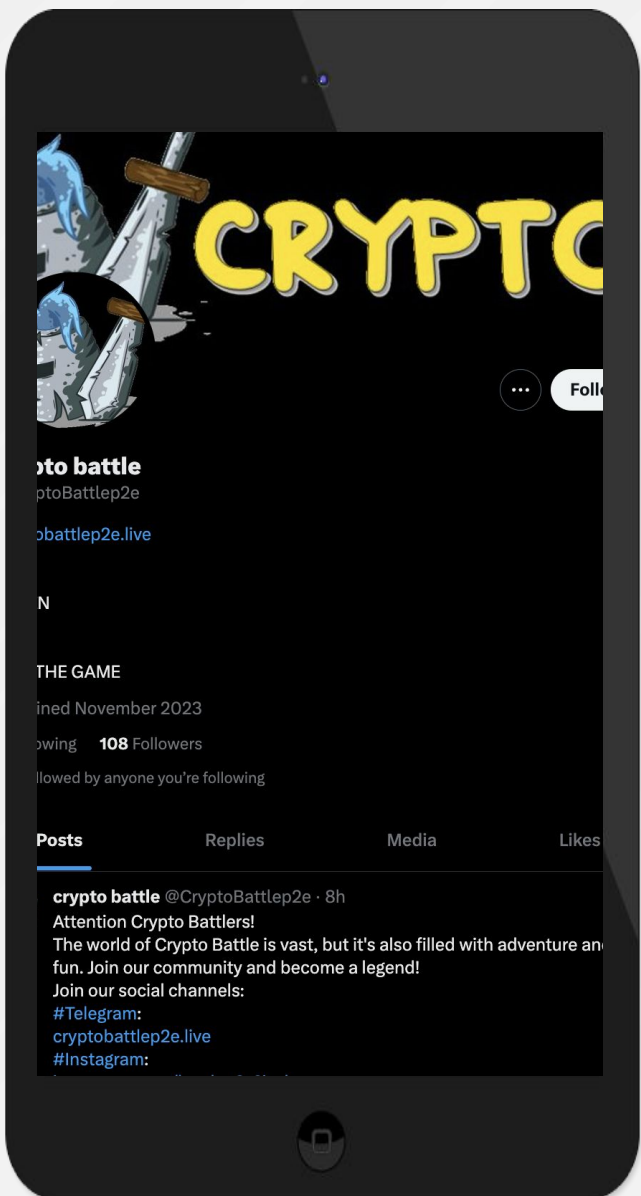 CRYPTO
Follo
pto battle
ptoBattlep2e
obattlep2e.live
N
THE GAME
ined November 2023
owing 108 Followers
llowed by anyone you're following
Posts Replies Media Likes
crypto battle @CryptoBattlep2e · 8h
Attention Crypto Battlers!
The world of Crypto Battle is vast, but it's also filled with adventure and
fun. Join our community and become a legend!
Join our social channels:
#Telegram:
cryptobattlep2e.live
#Instagram: